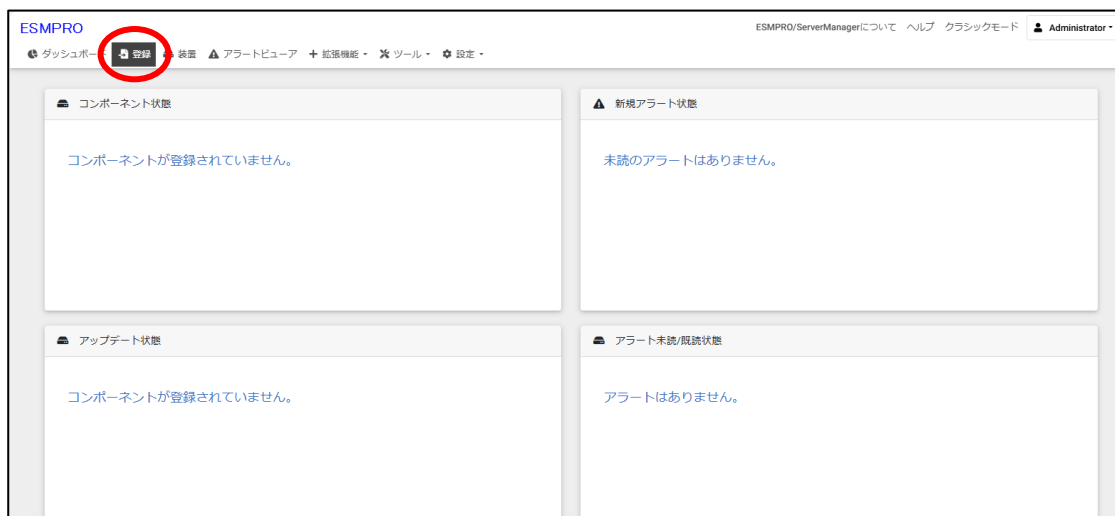 ESMPRO
ESMPRO/ServerManagerについて ヘルプ クラシックモード Administrator
ダッシュボード 登録 装置 アラートビューア 拡張機能 ツール 設定
コンポーネント状態
コンポーネントが登録されていません。
新規アラート状態
未読のアラートはありません。
アップデート状態
コンポーネントが登録されていません。
アラート未読/既読状態
アラートはありません。